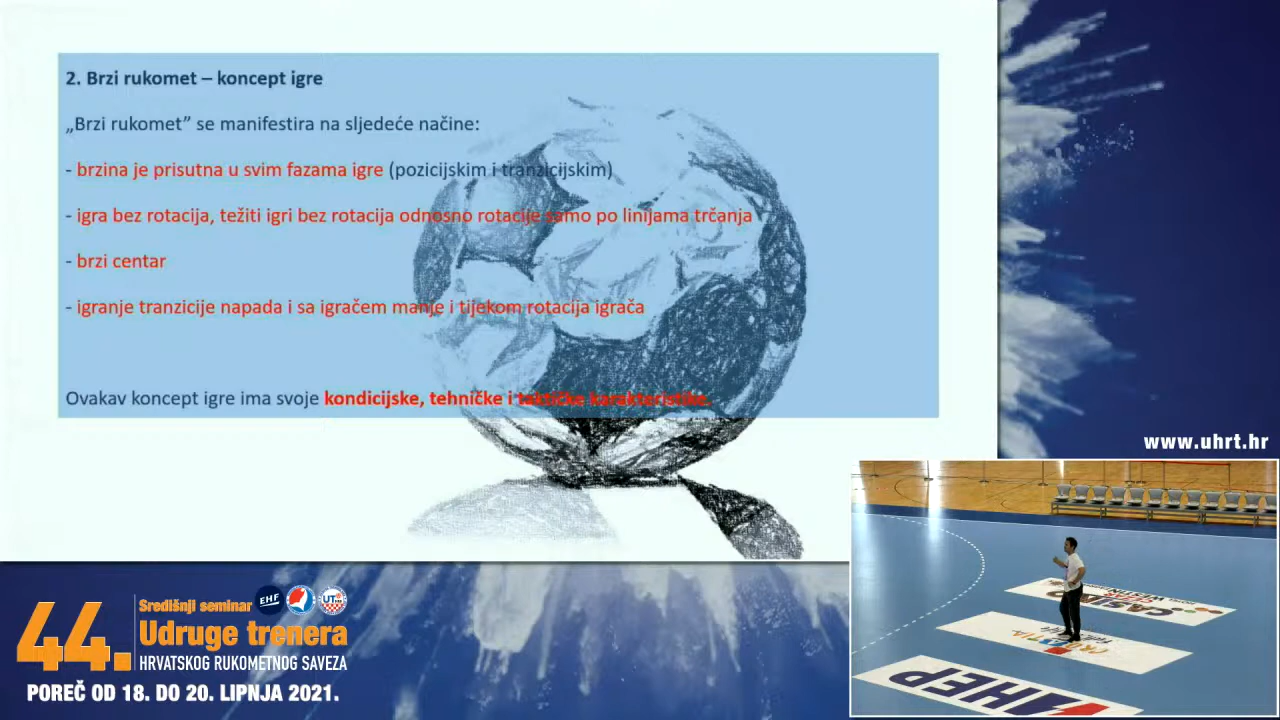 2. Brzi rukomet – koncept igre
„Brzi rukomet” se manifestira na sljedeće načine:
- brzina je prisutna u svim fazama igre (pozicijskim i tranzicijskim)
- igra bez rotacija, težiti igri bez rotacija odnosno rotacije samo po linijama trčanja
- brzi centar
- igranje tranzicije napada i sa igračem manje i tijekom rotacija igrača
Ovakav koncept igre ima svoje kondicijske, tehničke i taktičke karakteristike.
www.uhrt.hr
44.
Središnji seminar
EHF
Udruge trenera
HRVATSKOG RUKOMETNOG SAVEZA
POREČ OD 18. DO 20. LIPNJA 2021.
CASINO
HEP